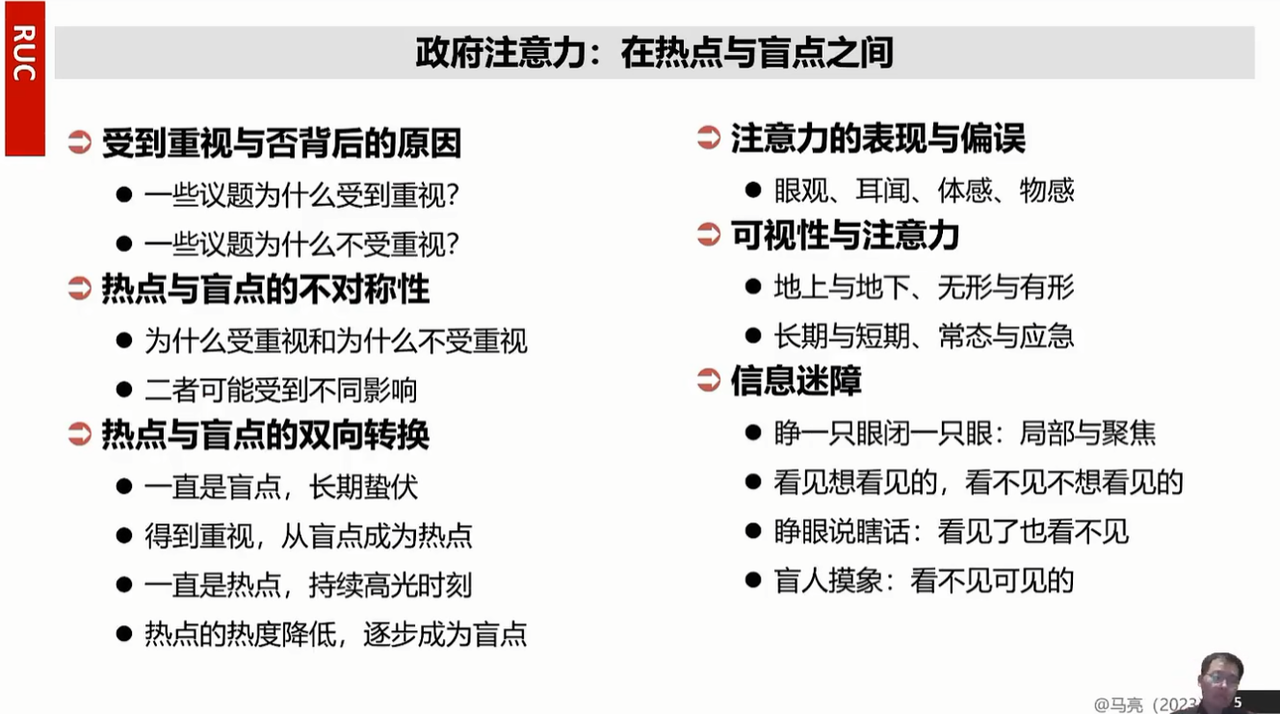 RUC
政府注意力：在热点与盲点之间
受到重视与否背后的原因
一些议题为什么受到重视？
一些议题为什么不受重视？
热点与盲点的不对称性
为什么受重视和为什么不受重视
二者可能受到不同影响
热点与盲点的双向转换
一直是盲点，长期蛰伏
得到重视，从盲点成为热点
一直是热点，持续高光时刻
热点的热度降低，逐步成为盲点
注意力的表现与偏误
眼观、耳闻、体感、物感
可视性与注意力
地上与地下、无形与有形
长期与短期、常态与应急
信息迷障
睁一只眼闭一只眼：局部与聚焦
看见想看见的，看不见不想看见的
睁眼说瞎话：看见了也看不见
盲人摸象：看不见可见的
@马亮（2023
5